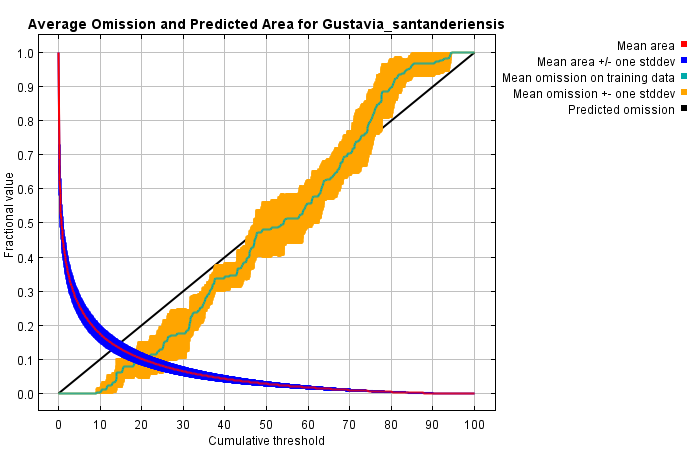 Average Omission and Predicted Area for Gustavia_santanderiensis
Mean area
Mean area +/- one stddev
Mean omission on training data
Mean omission +- one stddev
Predicted omission
Fractional value
1.0
0.9
0.8
0.7
0.6
0.5
0.4
0.3
0.2
0.1
0.0
0 10 20 30 40 50 60 70 80 90 100
Cumulative threshold